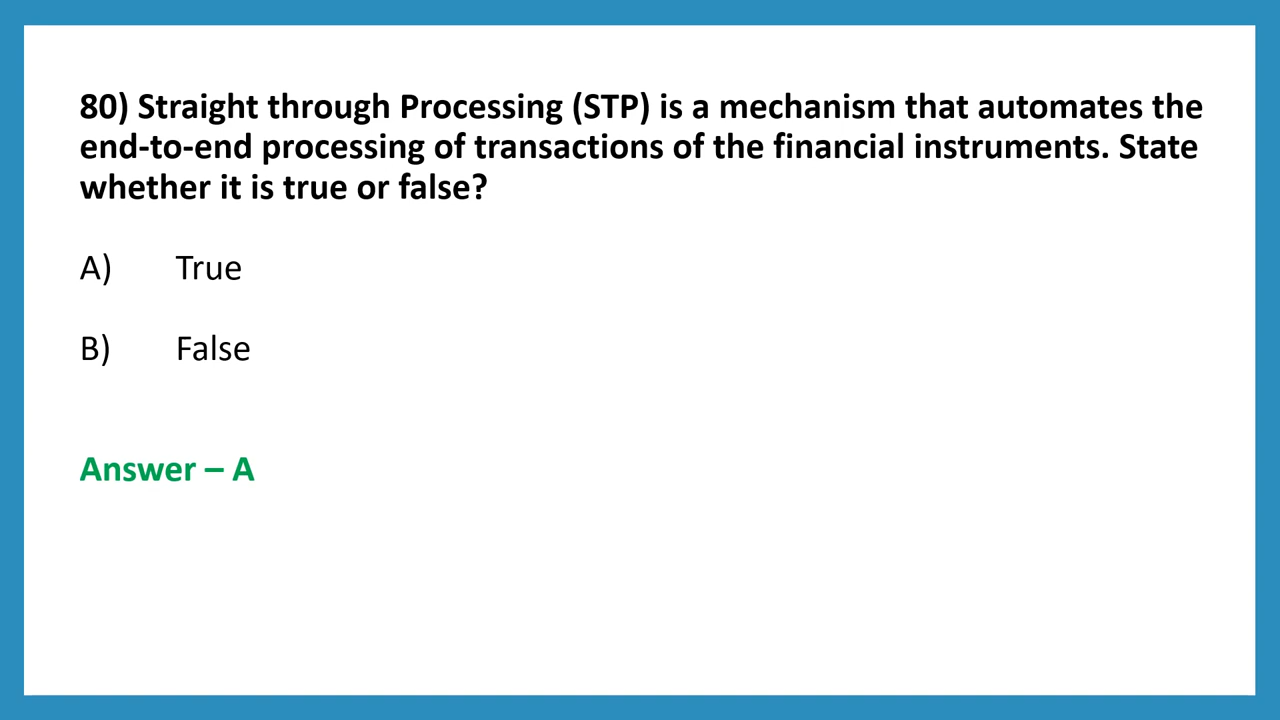 80) Straight through Processing (STP) is a mechanism that automates the
end-to-end processing of transactions of the financial instruments. State
whether it is true or false?
A) True
B) False
Answer – A